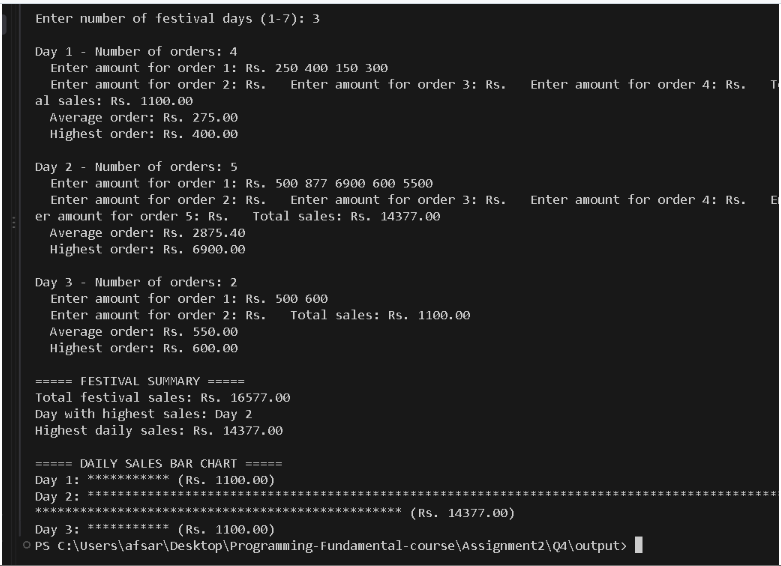 Enter number of festival days (1-7): 3
Day 1 - Number of orders: 4
Enter amount for order 1: Rs. 250 400 150 300
Enter amount for order 2: Rs.   Enter amount for order 3: Rs.   Enter amount for order 4: Rs.   T
al sales: Rs. 1100.00
Average order: Rs. 275.00
Highest order: Rs. 400.00
Day 2 - Number of orders: 5
Enter amount for order 1: Rs. 500 877 6900 600 5500
Enter amount for order 2: Rs.   Enter amount for order 3: Rs.   Enter amount for order 4: Rs.   E
er amount for order 5: Rs.   Total sales: Rs. 14377.00
Average order: Rs. 2875.40
Highest order: Rs. 6900.00
Day 3 - Number of orders: 2
Enter amount for order 1: Rs. 500 600
Enter amount for order 2: Rs.   Total sales: Rs. 1100.00
Average order: Rs. 550.00
Highest order: Rs. 600.00
===== FESTIVAL SUMMARY =====
Total festival sales: Rs. 16577.00
Day with highest sales: Day 2
Highest daily sales: Rs. 14377.00
===== DAILY SALES BAR CHART =====
Day 1: *********** (Rs. 1100.00)
Day 2: ********************************************************************************************
************************************************* (Rs. 14377.00)
Day 3: *********** (Rs. 1100.00)
PS C:\Users\afsar\Desktop\Programming-Fundamental-course\Assignment2\Q4\output>